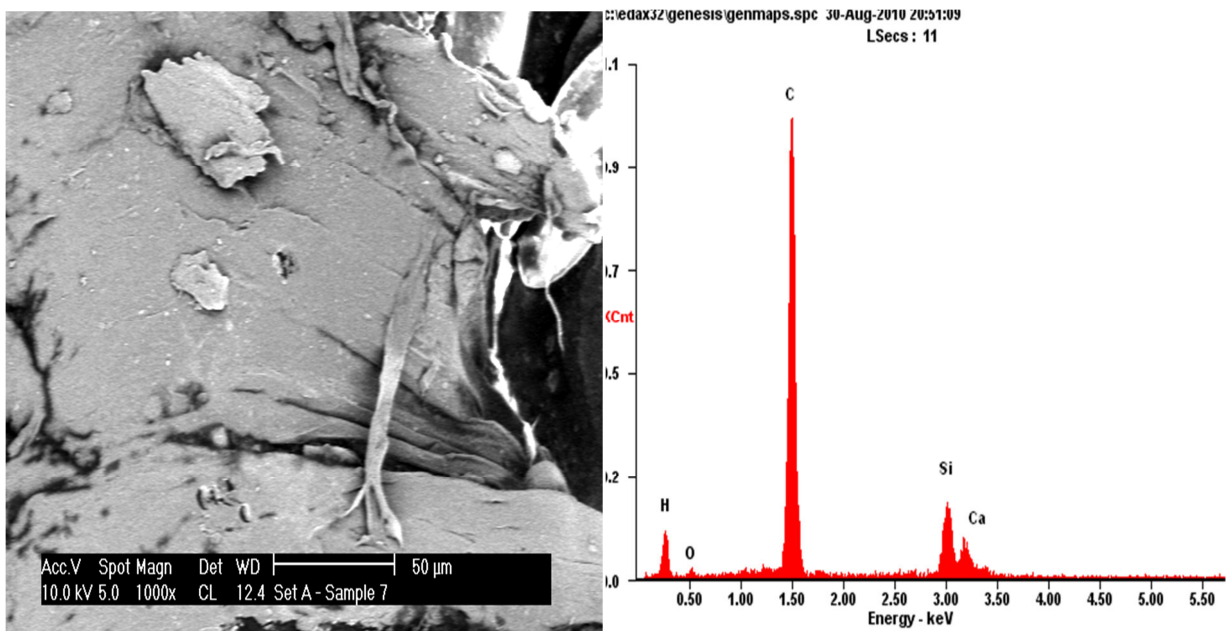 c:\edax32\genesis\genmaps.spc 30-Aug-2010 20:51:09
LSecs : 11
C
KCnt
Si
Ca
H
O
0.50 1.00 1.50 2.00 2.50 3.00 3.50 4.00 4.50 5.00 5.50
Energy - keV
Acc.V Spot Magn Det WD 50 µm
10.0 kV 5.0 1000x CL 12.4 Set A - Sample 7